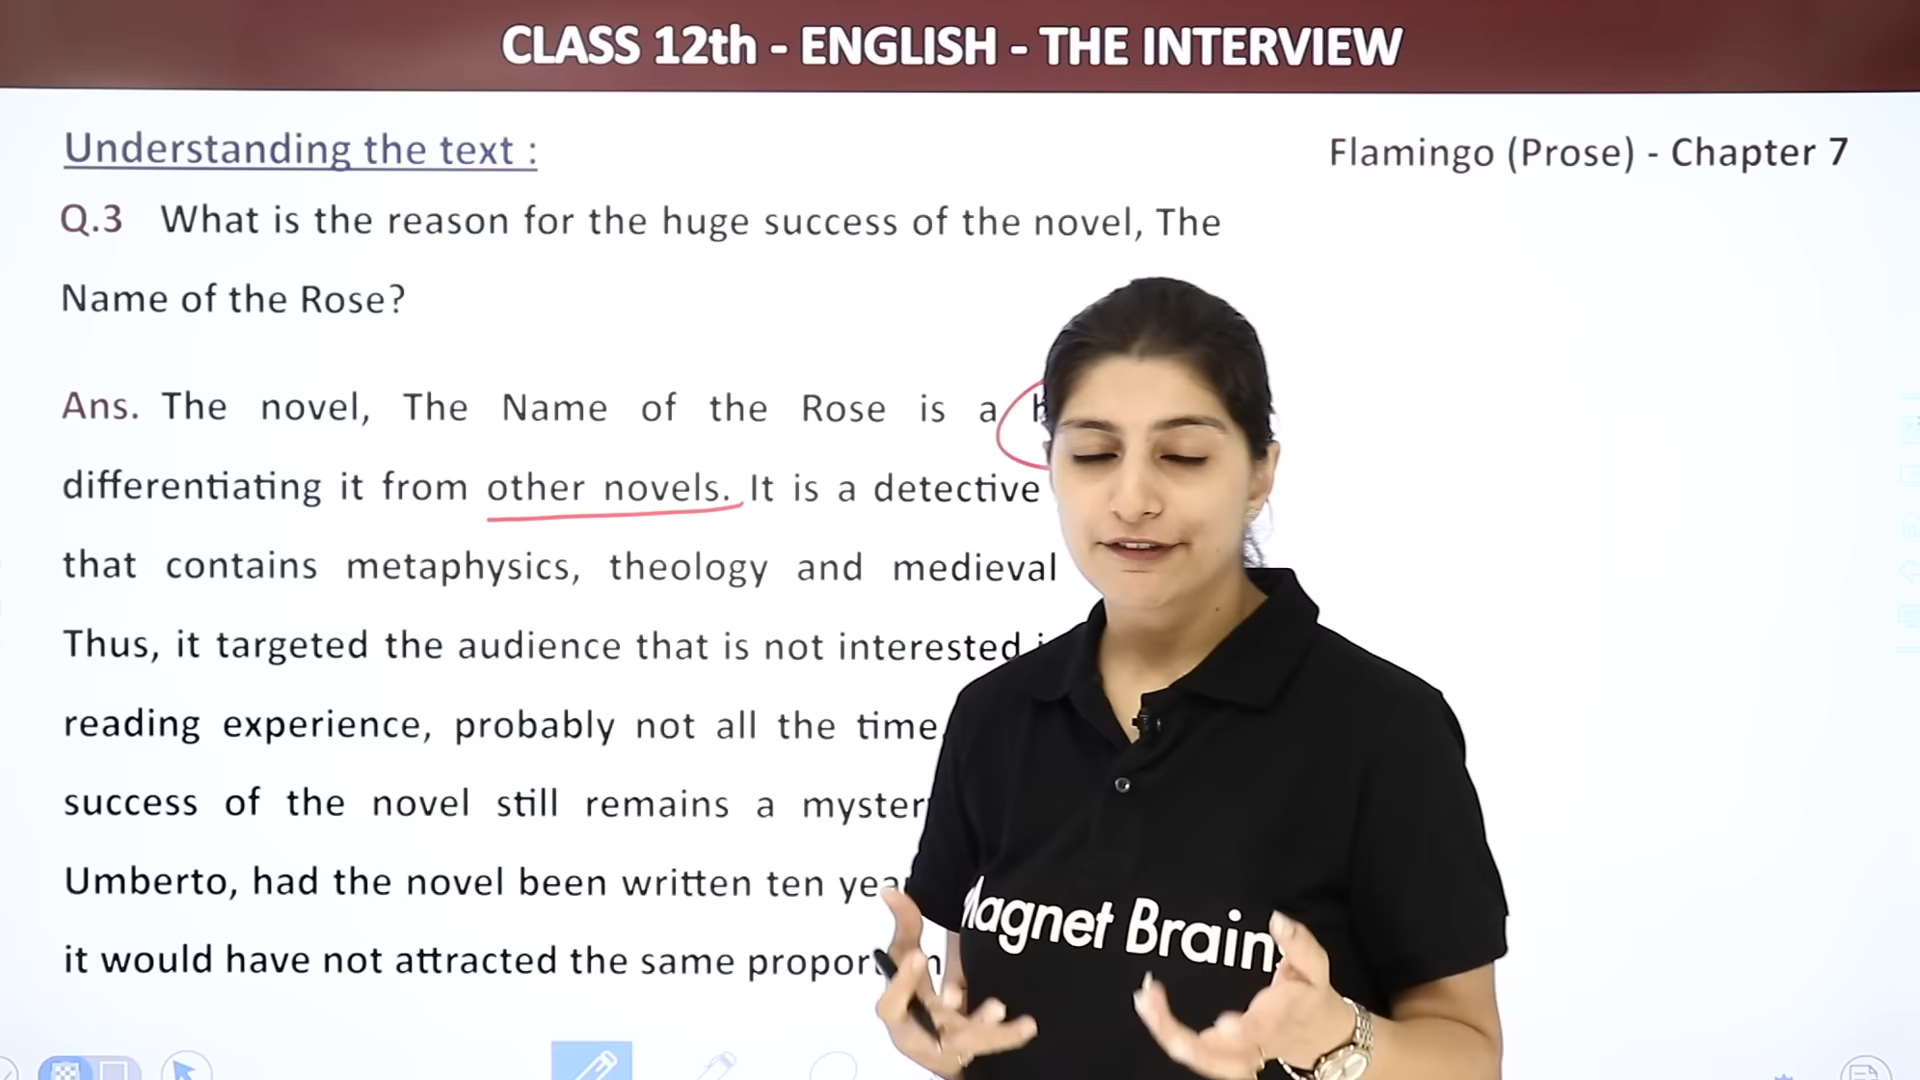 CLASS 12th - ENGLISH - THE INTERVIEW
Understanding the text :
Flamingo (Prose) - Chapter 7
Q.3 What is the reason for the huge success of the novel, The
Name of the Rose?
Ans. The novel, The Name of the Rose is a
differentiating it from other novels. It is a detective
that contains metaphysics, theology and medieval
Thus, it targeted the audience that is not interested
reading experience, probably not all the time
success of the novel still remains a
Umberto, had the novel been written ten
it would have not attracted the same
Magnet Brains